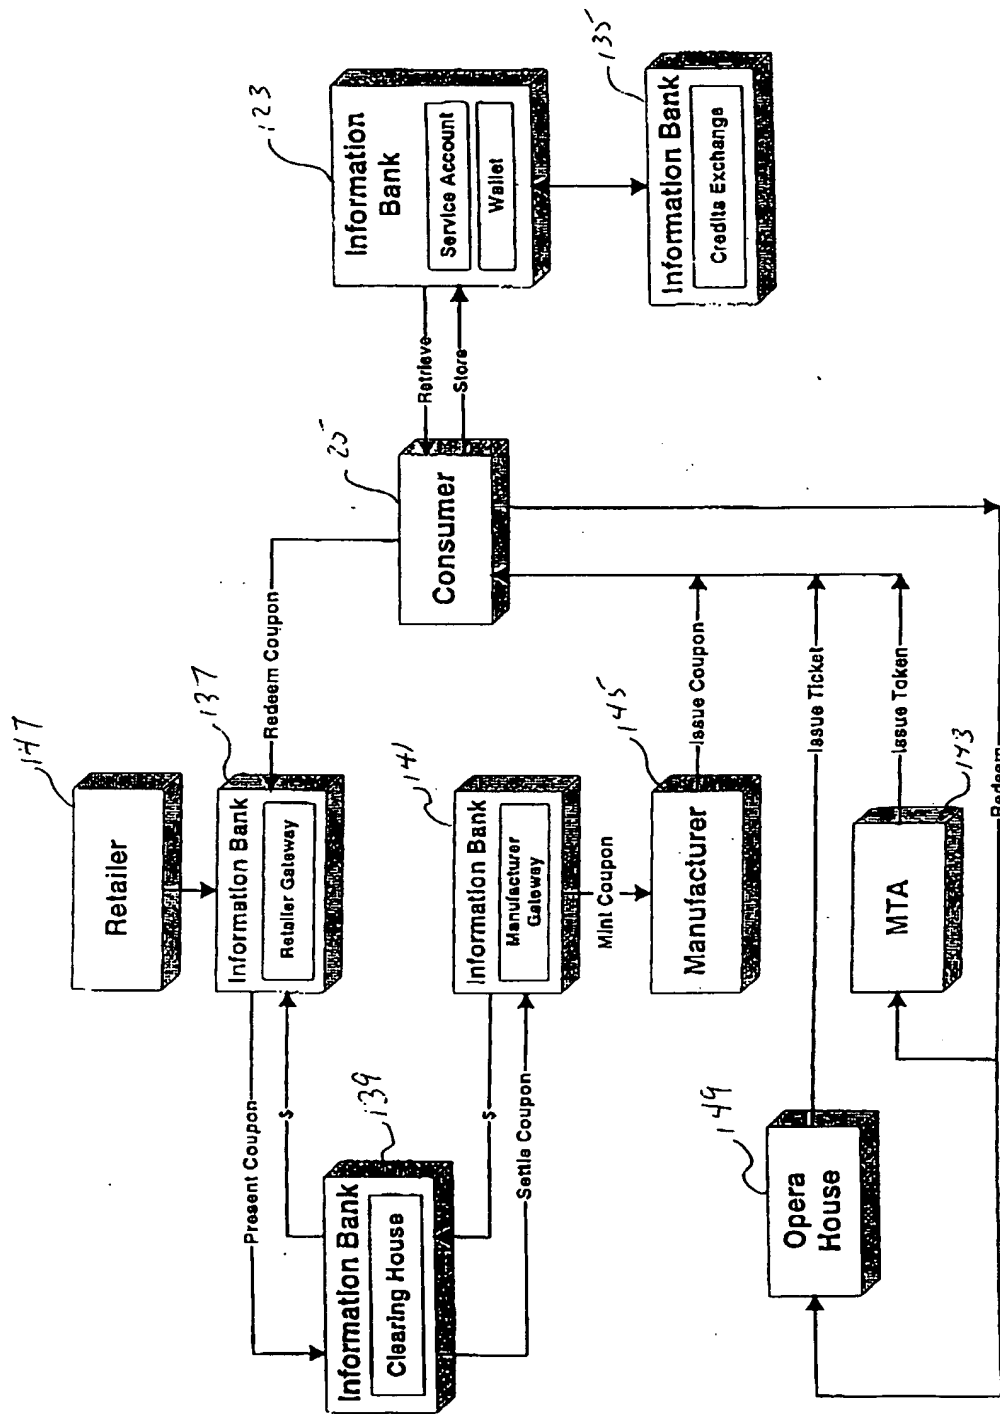 147
Retailer
137
Information Bank
Retailer Gateway
Redeem Coupon
Present Coupon
$
139
Information Bank
Clearing House
$
Settle Coupon
141
Information Bank
Manufacturer
Gateway
Mint Coupon
145
Manufacturer
Issue Coupon
25
Consumer
Retrieve
Store
123
Information
Bank
Service Account
Wallet
135
Information Bank
Credits Exchange
149
Opera
House
Issue Ticket
MTA
143
Issue Token
Redeem